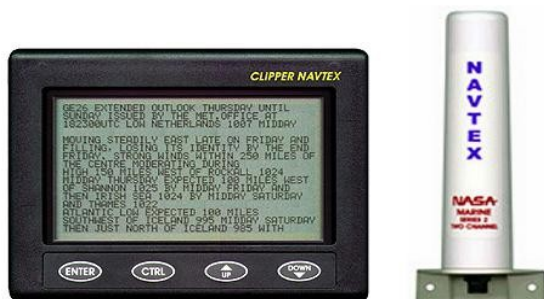 CLIPPER NAVTEX
GE26 EXTENDED OUTLOOK THURSDAY UNTIL
SUNDAY ISSUED BY THE MET.OFFICE AT
182300UTC LOW NETHERLANDS 1007 MIDDAY
MOVING STEADILY EAST LATE ON FRIDAY AND
FILLING, LOSING ITS IDENTITY BY THE END
FRIDAY, STRONG WINDS WITHIN 250 MILES OF
THE CENTRE MODERATING DURING
HIGH 150 MILES WEST OF ROCKALL 1024
MIDDAY THURSDAY EXPECTED 100 MILES WEST
OF SHANNON 1025 BY MIDDAY FRIDAY AND
THEN IRISH SEA 1024 BY MIDDAY SATURDAY
AND THAMES 1022
ATLANTIC LOW EXPECTED 100 MILES
SOUTHWEST OF ICELAND 995 MIDDAY SATURDAY
THEN JUST NORTH OF ICELAND 985 WITH
ENTER
CTRL
UP
DOWN
NAVTEX
NASA
MARINE
SERIES 2
TWO CHANNEL